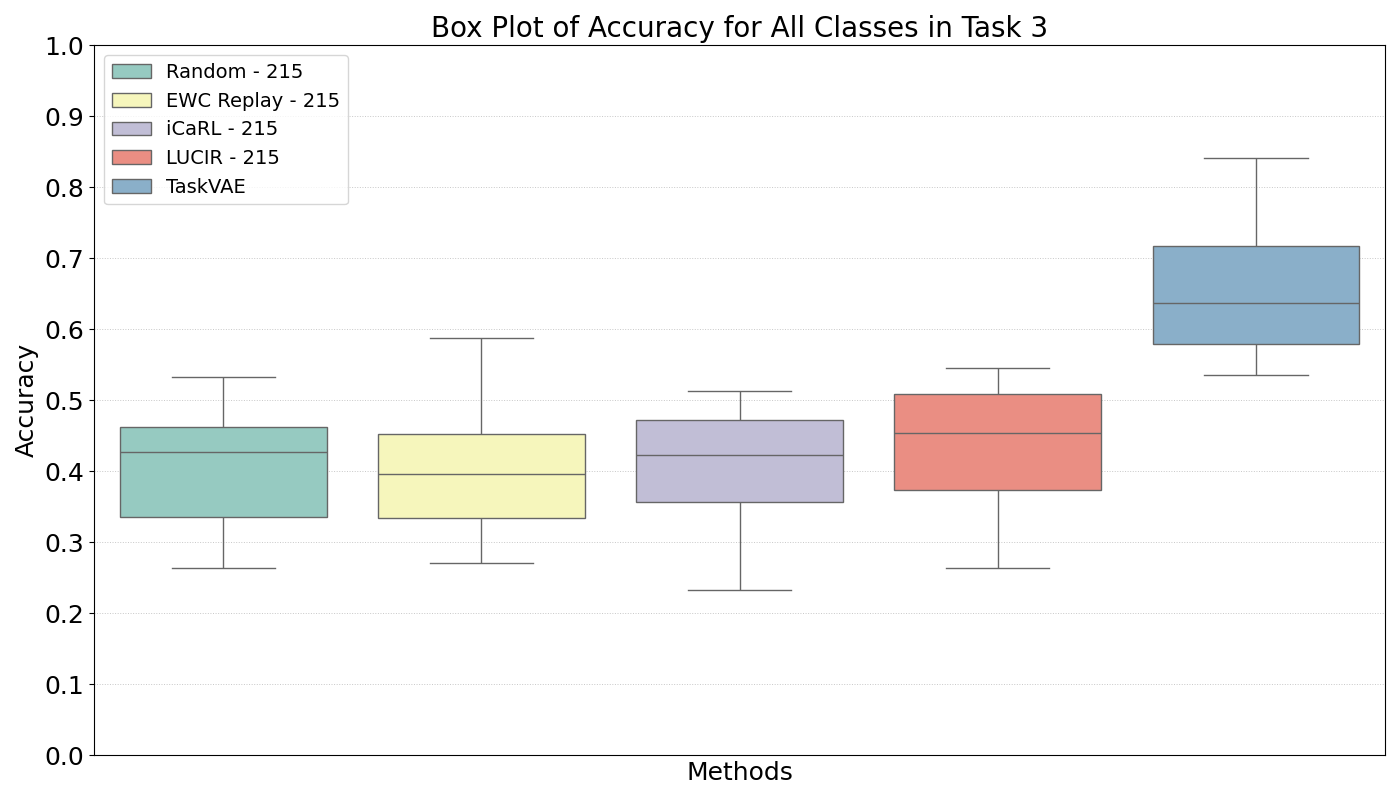 Box Plot of Accuracy for All Classes in Task 3
1.0
0.9
0.8
0.7
0.6
0.5
0.4
0.3
0.2
0.1
0.0
Accuracy
Random - 215
EWC Replay - 215
iCaRL - 215
LUCIR - 215
TaskVAE
Methods